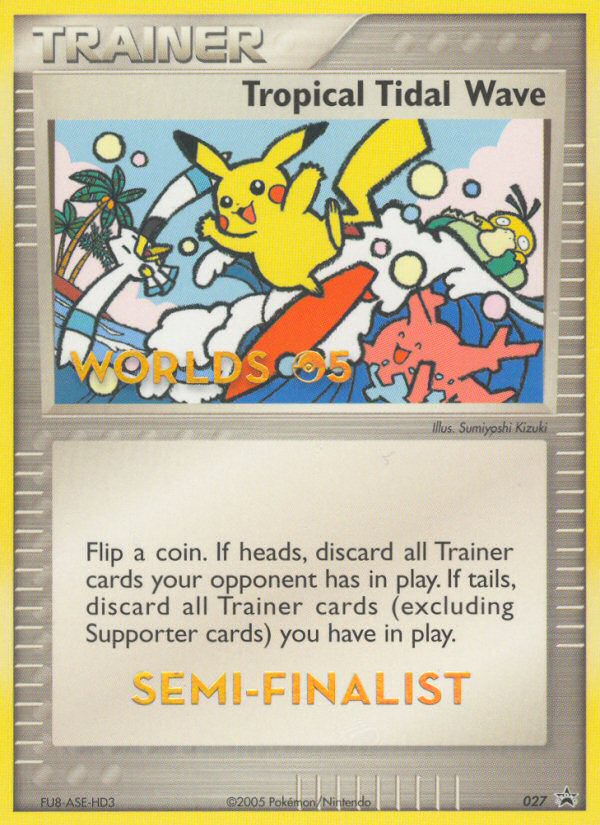 TRAINER
Tropical Tidal Wave
WORLDS 05
Illus. Sumiyoshi Kizuki
Flip a coin. If heads, discard all Trainer
cards your opponent has in play. If tails,
discard all Trainer cards (excluding
Supporter cards) you have in play.
SEMI-FINALIST
FU8-ASE-HD3
©2005 Pokémon/Nintendo
027